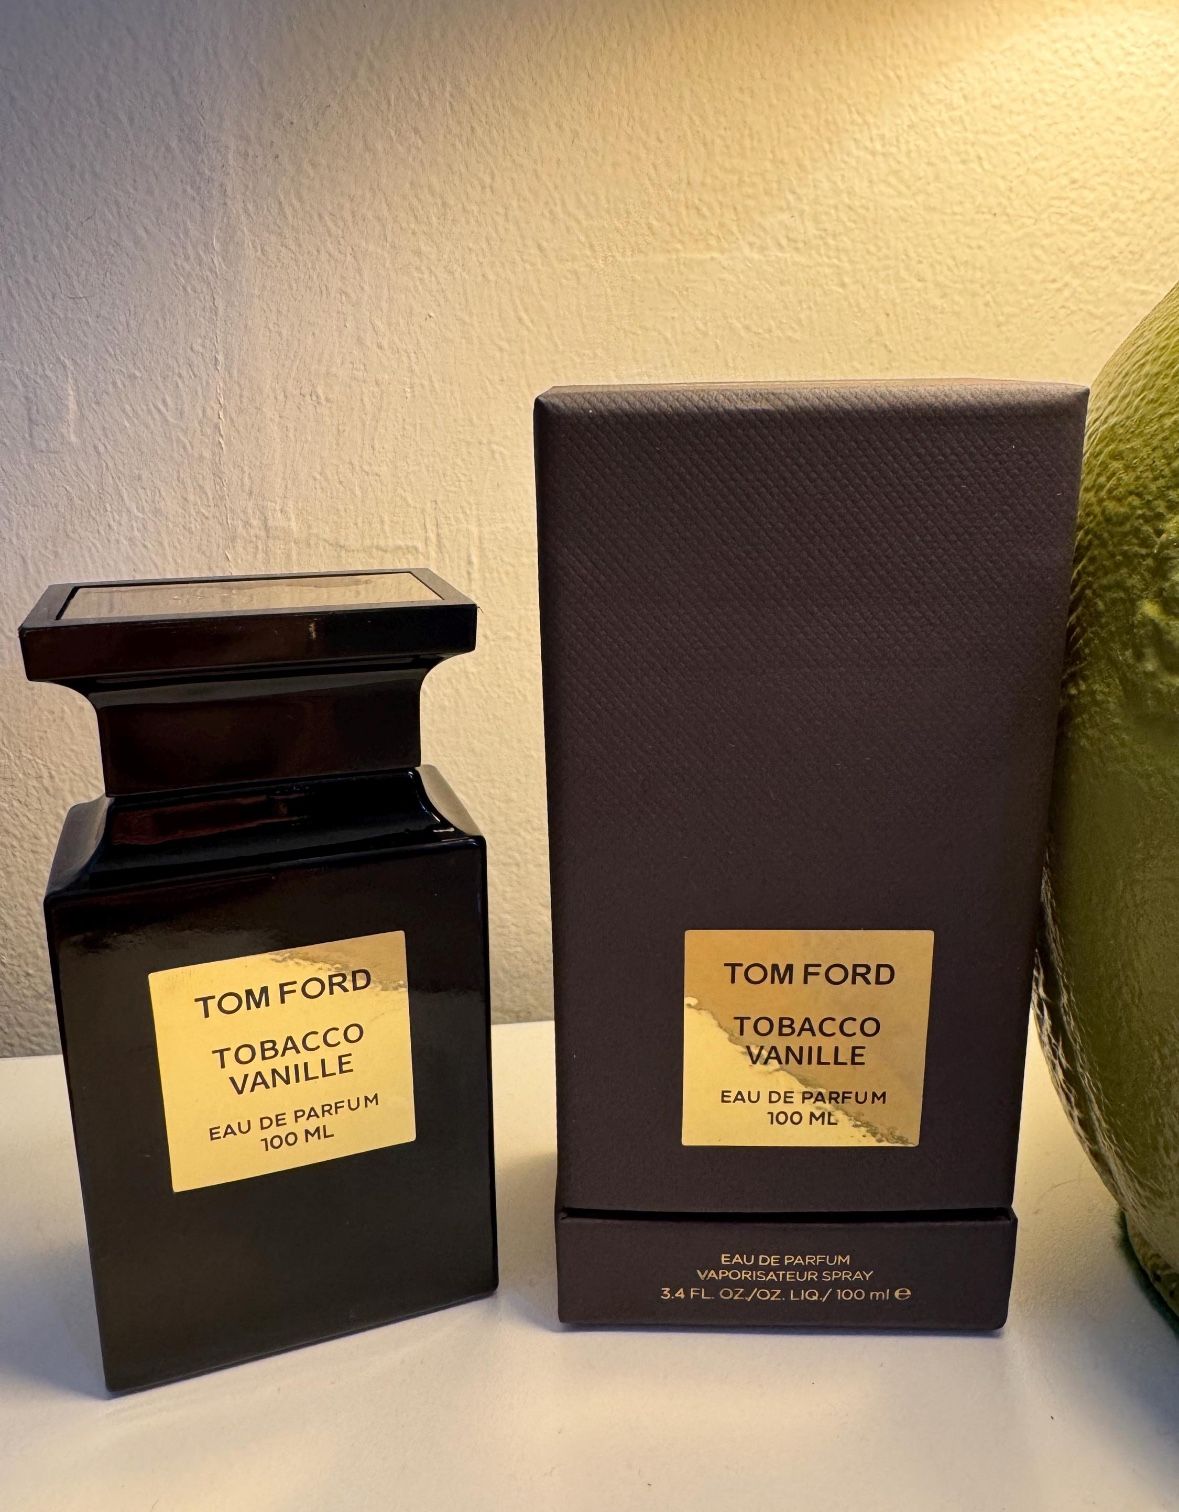 TOM FORD
TOBACCO
VANILLE
EAU DE PARFUM
100 ML
TOM FORD
TOBACCO
VANILLE
EAU DE PARFUM
100 ML
EAU DE PARFUM
VAPORISATEUR SPRAY
3.4 FL. OZ./OZ. LIQ./ 100 ml ℮